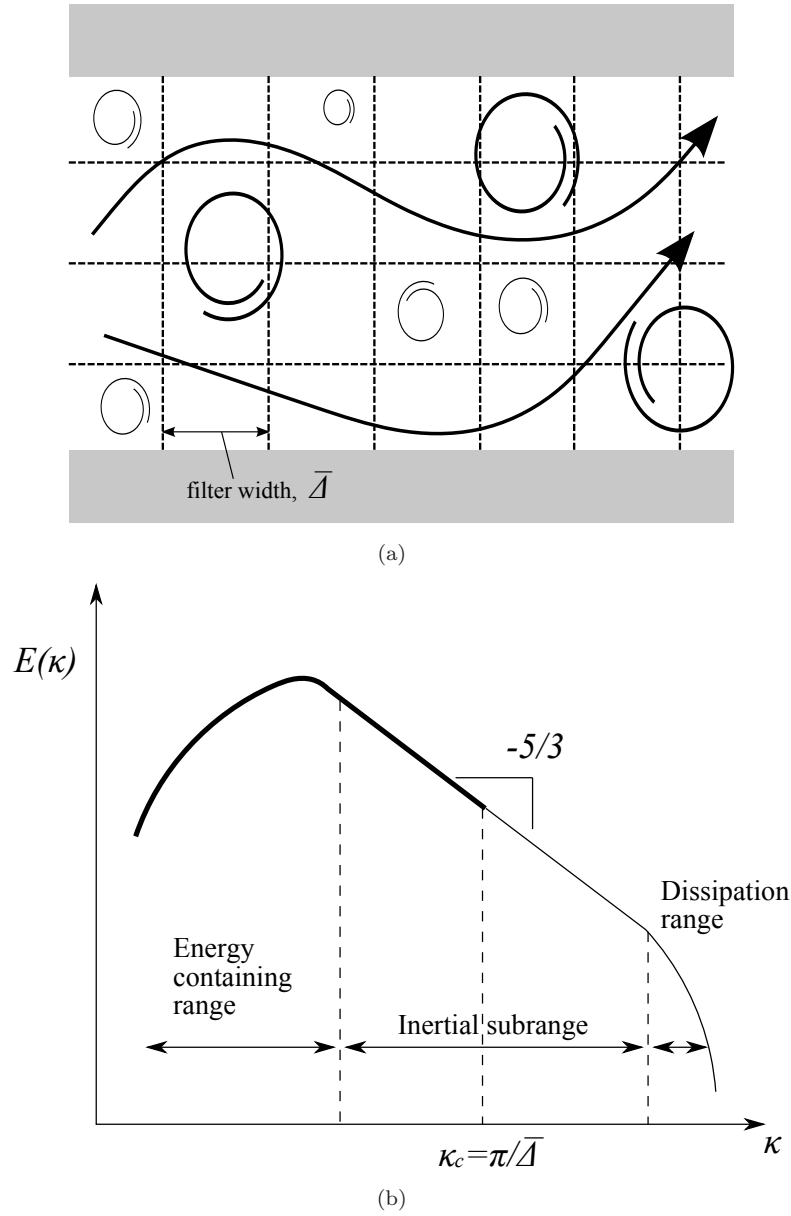 filter width, Δ̅
(a)
E(κ)
-5/3
Dissipation
range
Energy
containing
range
Inertial subrange
κc=π/Δ̅
κ
(b)